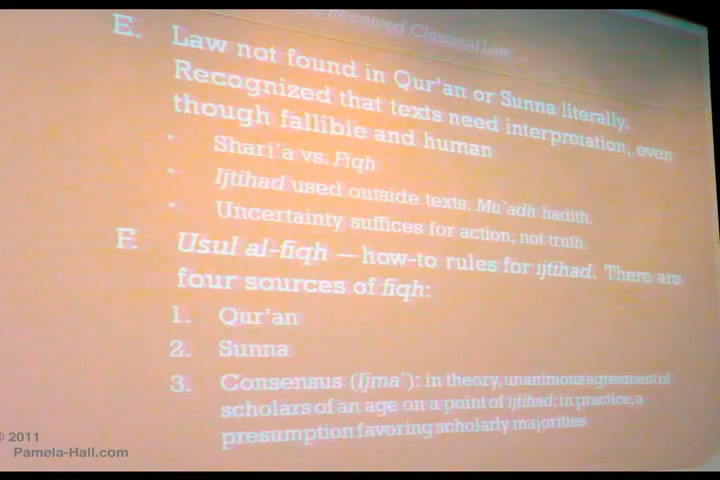 Received Classical Law
E. Law not found in Qur'an or Sunna literally.
Recognized that texts need interpretation, even
though fallible and human
Shari`a vs. Fiqh
Ijtihad used outside texts. Mu`adh hadith.
Uncertainty suffices for action, not truth.
F. Usul al-fiqh — how-to rules for ijtihad. There are
four sources of fiqh:
1. Qur'an
2. Sunna
3. Consensus (Ijma`): in theory, unanimous agreement of
scholars of an age on a point of ijtihad; in practice, a
presumption favoring scholarly majorities
© 2011
Pamela-Hall.com